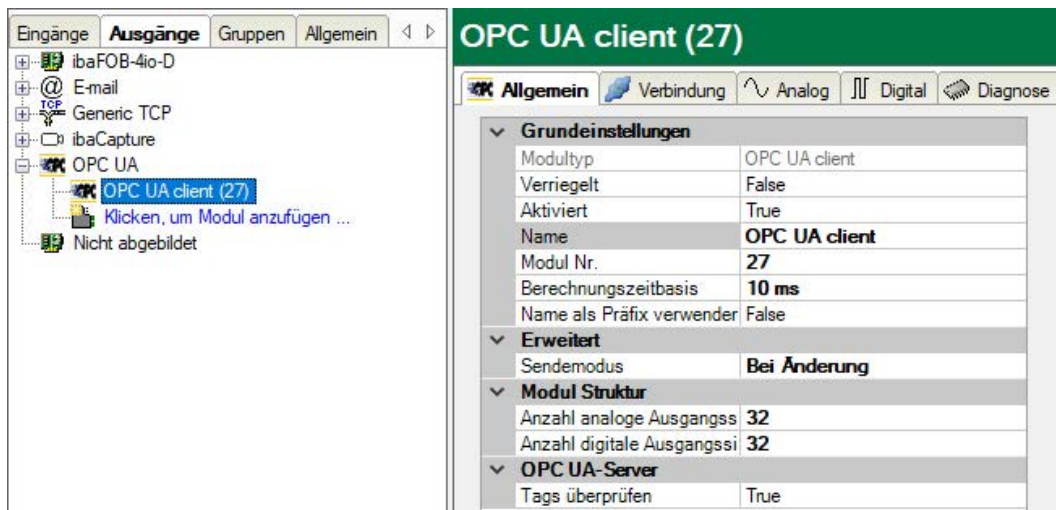 Eingänge Ausgänge Gruppen Allgemein
ibaFOB-4io-D
E-mail
Generic TCP
ibaCapture
OPC UA
OPC UA client (27)
Klicken, um Modul anzufügen ...
Nicht abgebildet
OPC UA client (27)
Allgemein Verbindung Analog Digital Diagnose
Grundeinstellungen
Modultyp OPC UA client
Verriegelt False
Aktiviert True
Name OPC UA client
Modul Nr. 27
Berechnungszeitbasis 10 ms
Name als Präfix verwender False
Erweitert
Sendemodus Bei Änderung
Modul Struktur
Anzahl analoge Ausgangss 32
Anzahl digitale Ausgangssi 32
OPC UA-Server
Tags überprüfen True